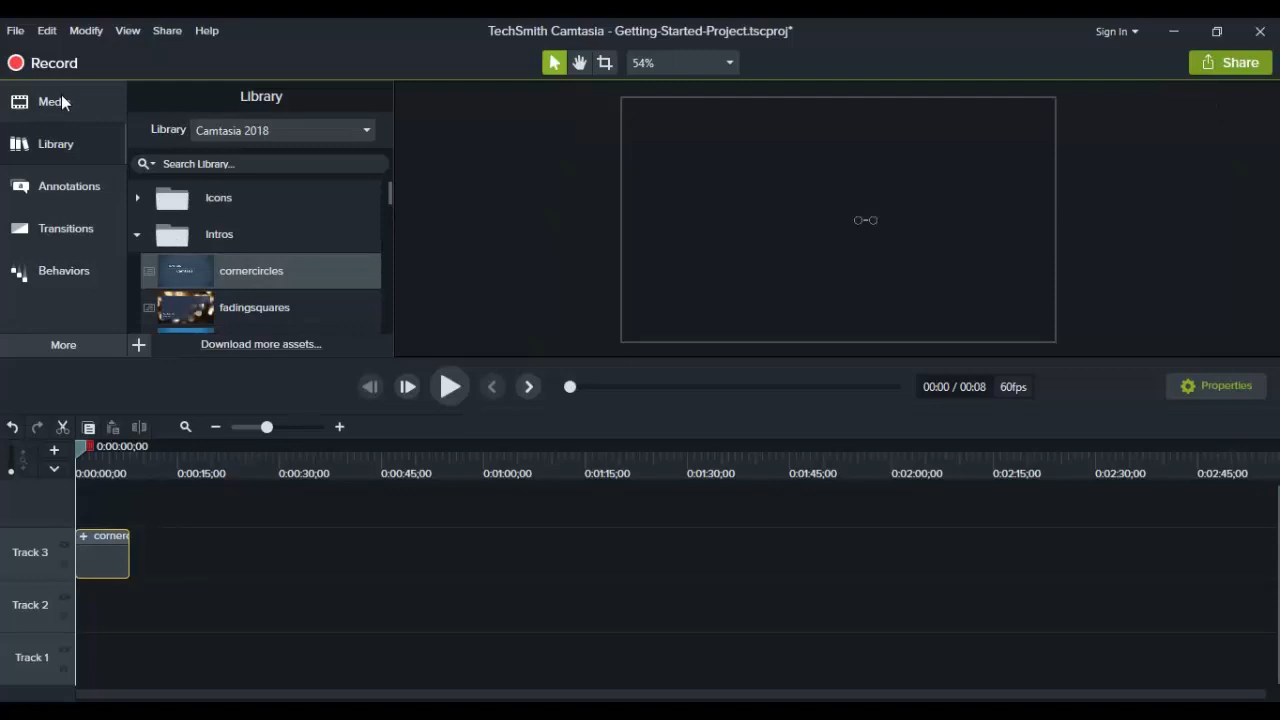 File Edit Modify View Share Help
TechSmith Camtasia - Getting-Started-Project.tscproj*
Sign In
Record
54%
Share
Media
Library
Annotations
Transitions
Behaviors
More
Library
Library Camtasia 2018
Search Library...
Icons
Intros
cornercircles
fadingsquares
Download more assets...
00:00 / 00:08 60fps
Properties
0:00:00;00
0:00:00;00 0:00:15;00 0:00:30;00 0:00:45;00 0:01:00;00 0:01:15;00 0:01:30;00 0:01:45;00 0:02:00;00 0:02:15;00 0:02:30;00 0:02:45;00
Track 3
cornerc
Track 2
Track 1